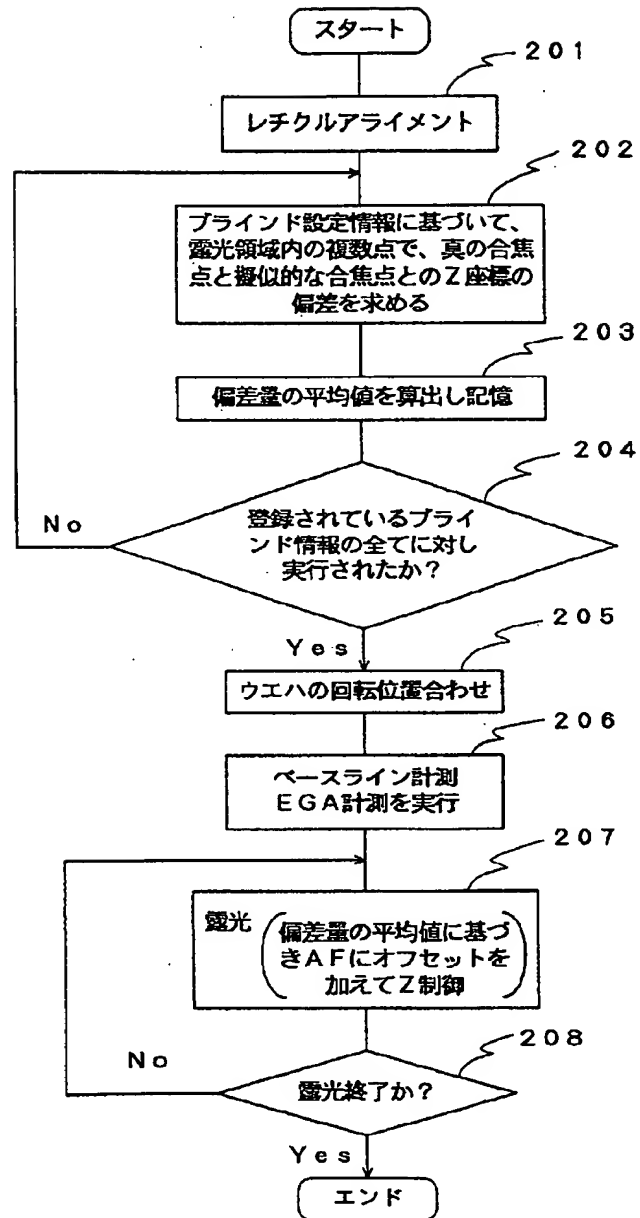 スタート
201
レチクルアライメント
202
ブラインド設定情報に基づいて、
露光領域内の複数点で、真の合焦
点と擬似的な合焦点とのZ座標の
偏差を求める
203
偏差量の平均値を算出し記憶
204
No
登録されているブライ
ンド情報の全てに対し
実行されたか?
Yes
205
ウエハの回転位置合わせ
206
ベースライン計測
EGA計測を実行
207
露光
偏差量の平均値に基づ
きAFにオフセットを
加えてZ制御
208
No
露光終了か?
Yes
エンド